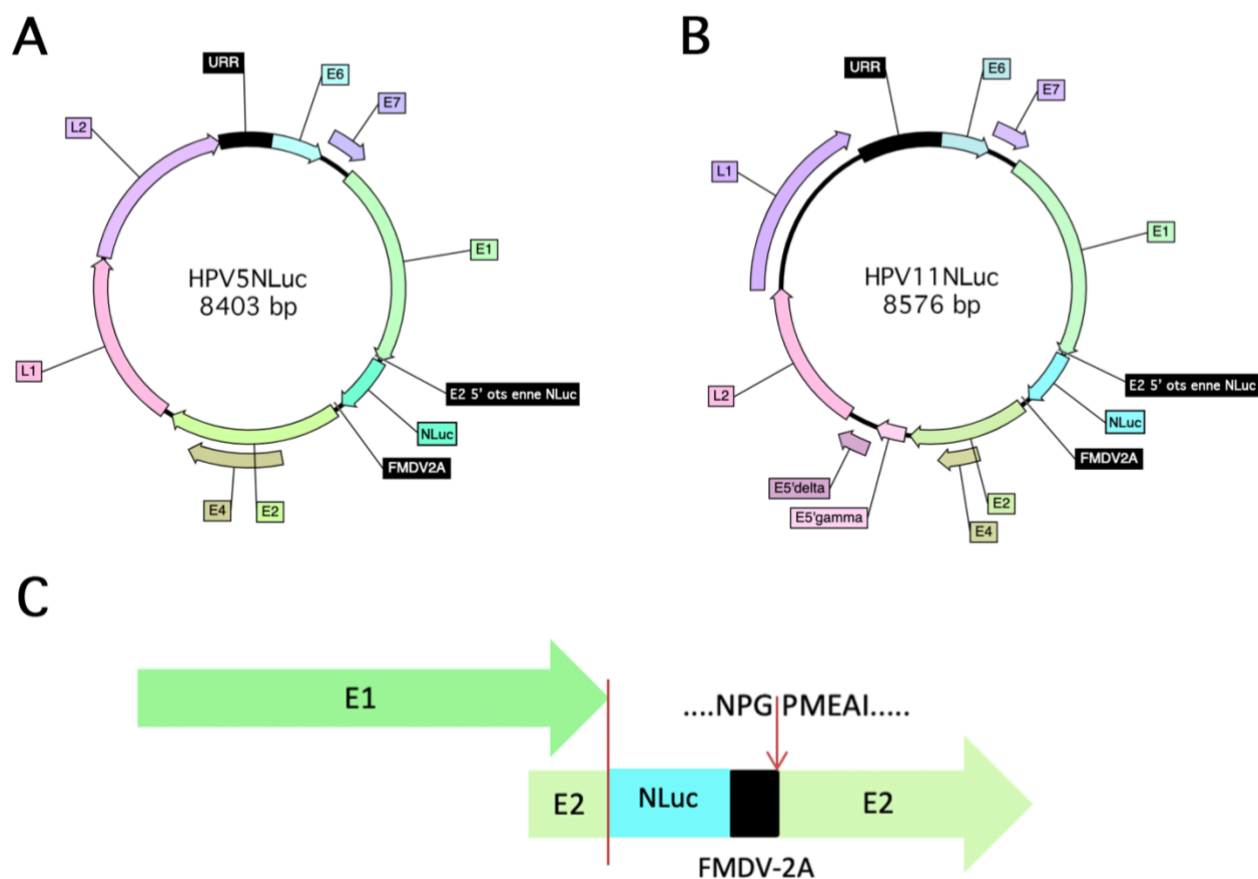 A
URR
E6
E7
L2
E1
HPV5NLuc
8403 bp
L1
E2 5' ots enne NLuc
NLuc
FMDV2A
E4
E2
B
URR
E6
E7
L1
E1
HPV11NLuc
8576 bp
E2 5' ots enne NLuc
L2
NLuc
FMDV2A
E5'delta
E5'gamma
E2
E4
C
E1
....NPG PMEAI.....
E2
NLuc
E2
FMDV-2A